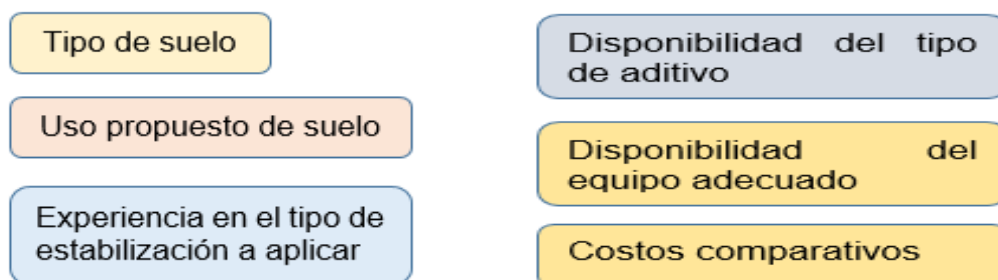 Tipo de suelo
Uso propuesto de suelo
Experiencia en el tipo de
estabilización a aplicar
Disponibilidad del tipo
de aditivo
Disponibilidad del
equipo adecuado
Costos comparativos